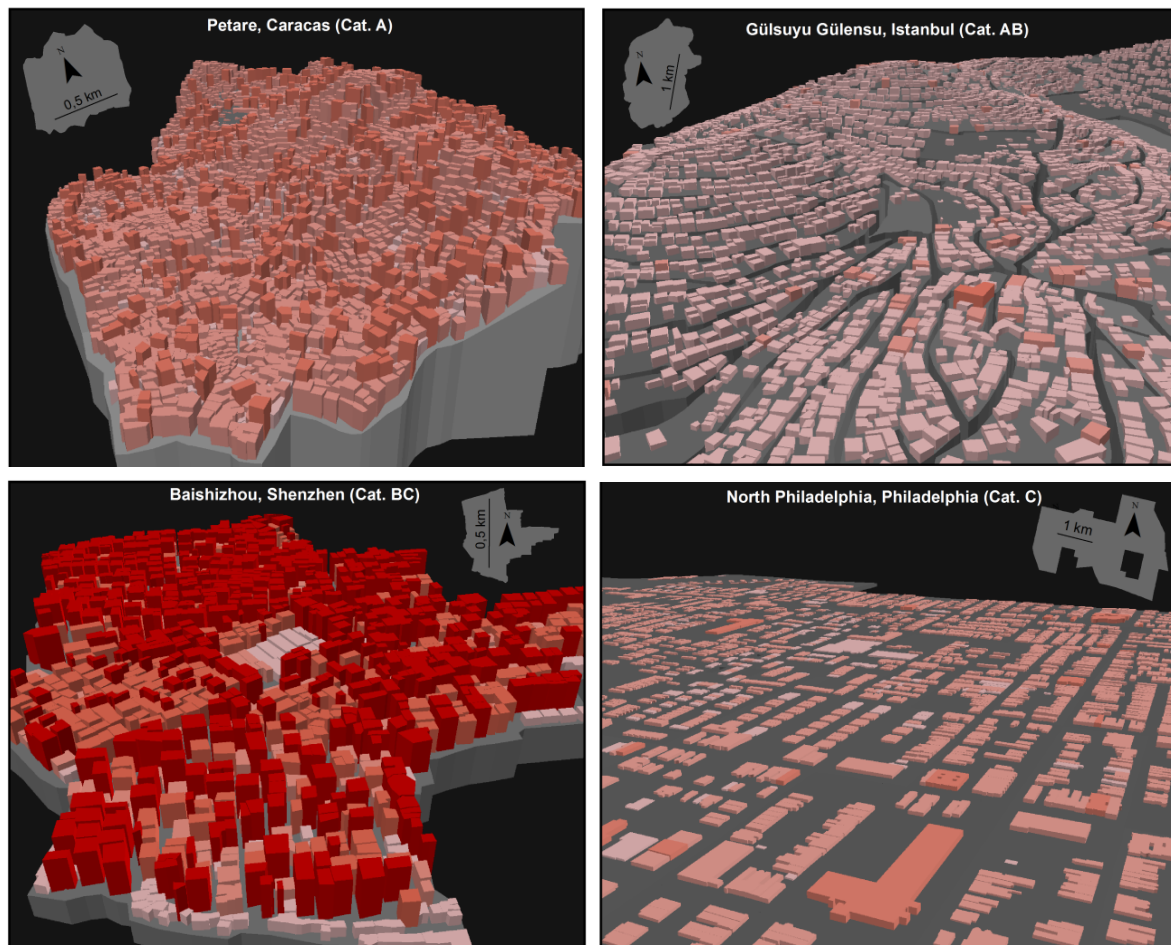 Petare, Caracas (Cat. A)
N
0,5 km
Gülsuyu Gülensu, Istanbul (Cat. AB)
N
1 km
Baishizhou, Shenzhen (Cat. BC)
N
0,5 km
North Philadelphia, Philadelphia (Cat. C)
N
1 km